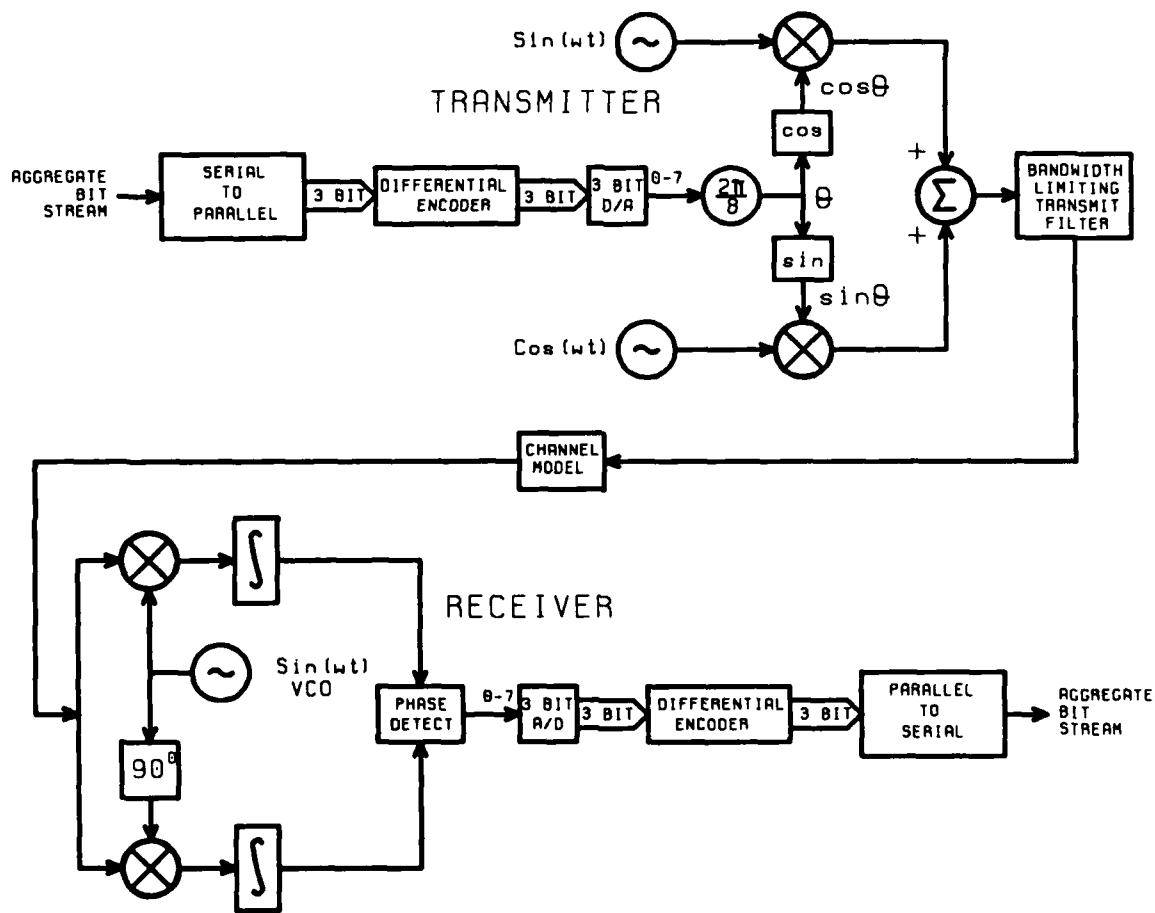 Sin(wt)
~
cosθ
TRANSMITTER
cos
AGGREGATE
BIT
STREAM
SERIAL
TO
PARALLEL
3 BIT
DIFFERENTIAL
ENCODER
3 BIT
3 BIT
D/A
0-7
2π
8
θ
+
Σ
+
BANDWIDTH
LIMITING
TRANSMIT
FILTER
sin
sinθ
Cos(wt)
~
CHANNEL
MODEL
∫
RECEIVER
~
Sin(wt)
VCO
90°
PHASE
DETECT
0-7
3 BIT
A/D
3 BIT
DIFFERENTIAL
ENCODER
3 BIT
PARALLEL
TO
SERIAL
AGGREGATE
BIT
STREAM
∫